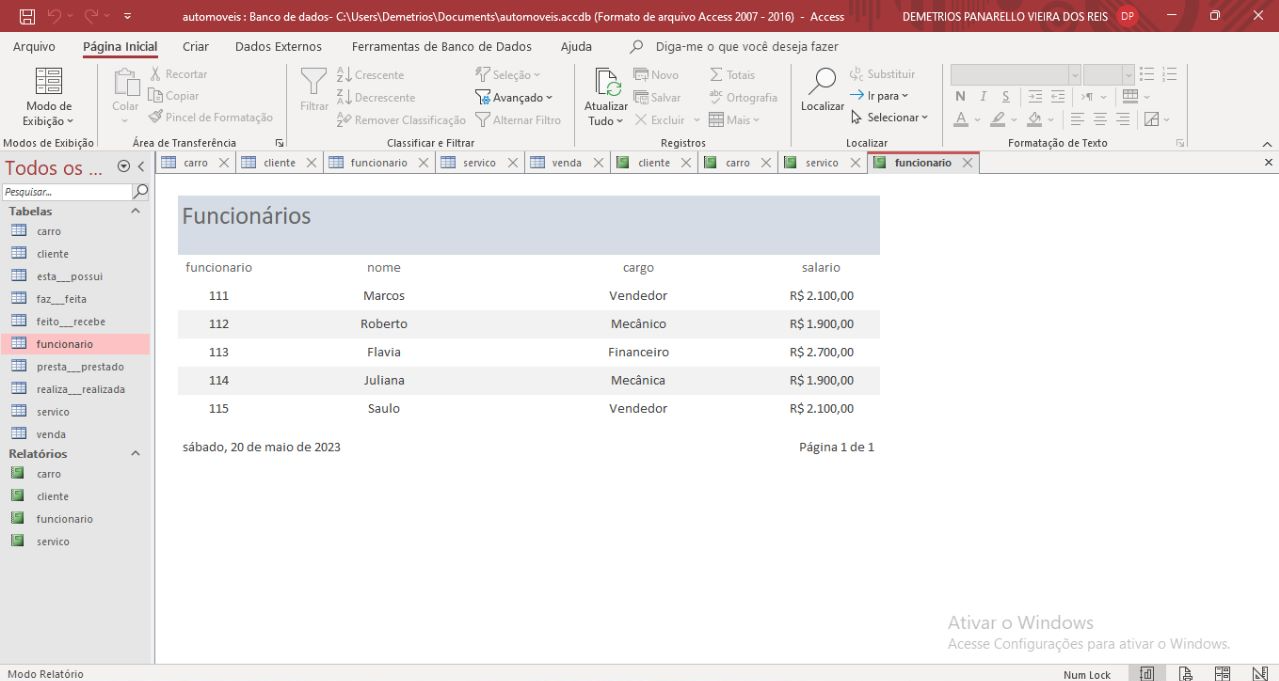 automoveis : Banco de dados- C:\Users\Demetrios\Documents\automoveis.accdb (Formato de arquivo Access 2007 - 2016) - Access
DEMETRIOS PANARELLO VIEIRA DOS REIS DP
Arquivo Página Inicial Criar Dados Externos Ferramentas de Banco de Dados Ajuda Diga-me o que você deseja fazer
Modo de Exibição
Modos de Exibição
Colar
Recortar
Copiar
Pincel de Formatação
Área de Transferência
Filtrar
Crescente
Decrescente
Remover Classificação
Seleção
Avançado
Alternar Filtro
Classificar e Filtrar
Atualizar Tudo
Novo
Salvar
Excluir
Totais
Ortografia
Mais
Registros
Localizar
Substituir
Ir para
Selecionar
Localizar
N I S
A
Formatação de Texto
Todos os ...
Pesquisar...
Tabelas
carro
cliente
esta___possui
faz___feita
feito___recebe
funcionario
presta___prestado
realiza___realizada
servico
venda
Relatórios
carro
cliente
funcionario
servico
carro cliente funcionario servico venda cliente carro servico funcionario
Funcionários
funcionario nome cargo salario
111 Marcos Vendedor R$ 2.100,00
112 Roberto Mecânico R$ 1.900,00
113 Flavia Financeiro R$ 2.700,00
114 Juliana Mecânica R$ 1.900,00
115 Saulo Vendedor R$ 2.100,00
sábado, 20 de maio de 2023 Página 1 de 1
Ativar o Windows
Acesse Configurações para ativar o Windows.
Modo Relatório Num Lock